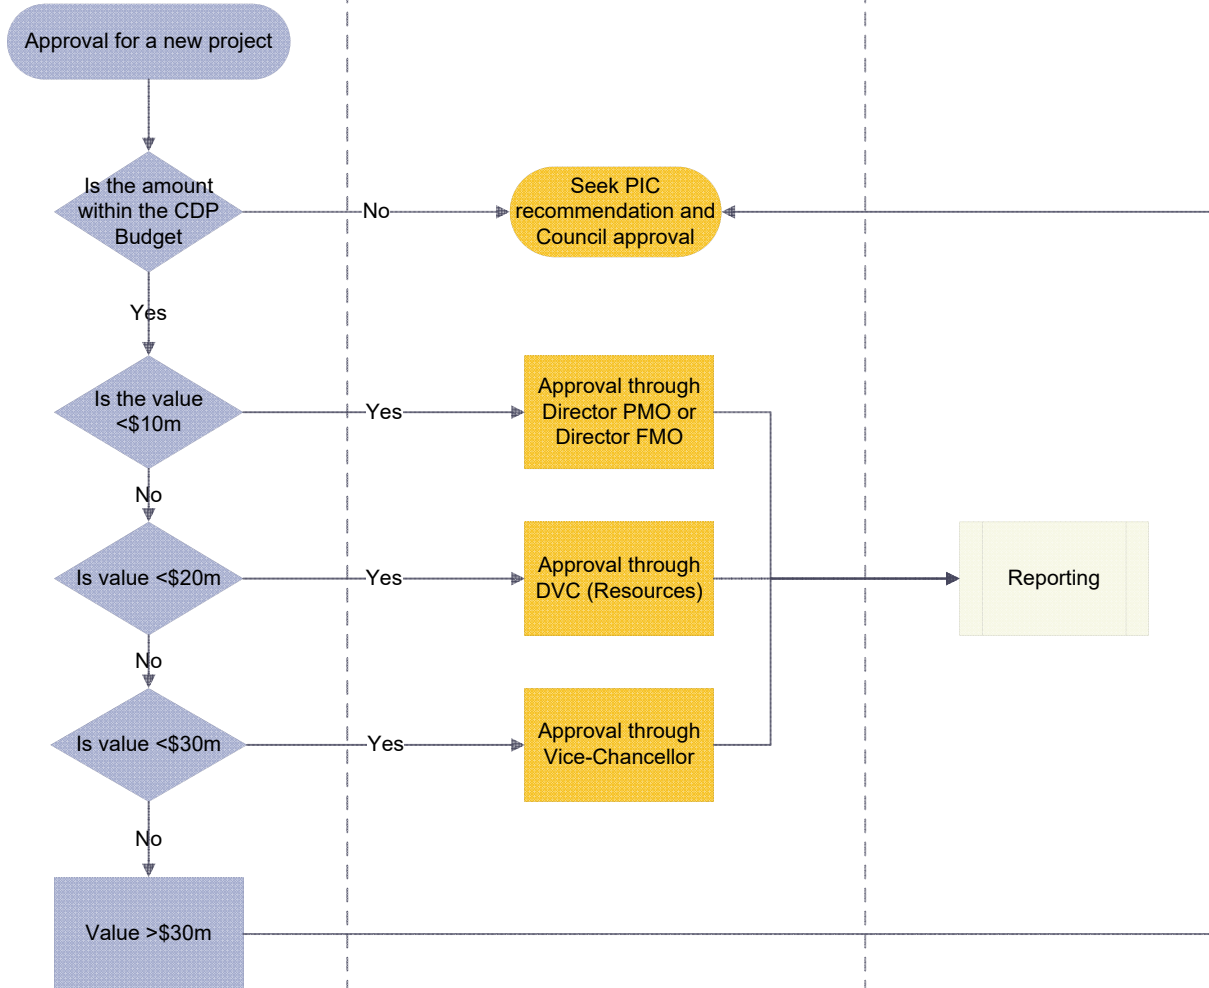 Approval for a new project
Is the amount
within the CDP
Budget
No
Seek PIC
recommendation and
Council approval
Yes
Is the value
<$10m
Yes
Approval through
Director PMO or
Director FMO
No
Is value <$20m
Yes
Approval through
DVC (Resources)
Reporting
No
Is value <$30m
Yes
Approval through
Vice-Chancellor
No
Value >$30m